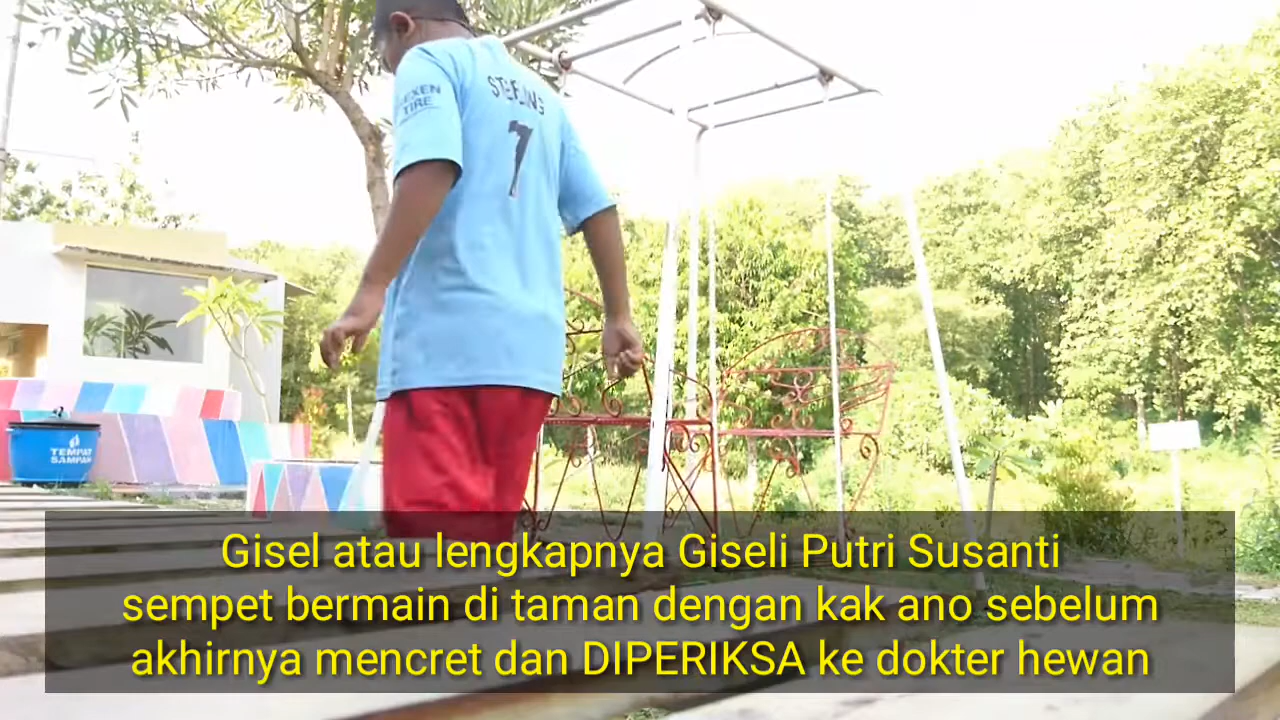 NEXEN
TIRE
STERLING
7
TEMPAT
SAMPAH
Gisel atau lengkapnya Giseli Putri Susanti
sempet bermain di taman dengan kak ano sebelum
akhirnya mencret dan DIPERIKSA ke dokter hewan